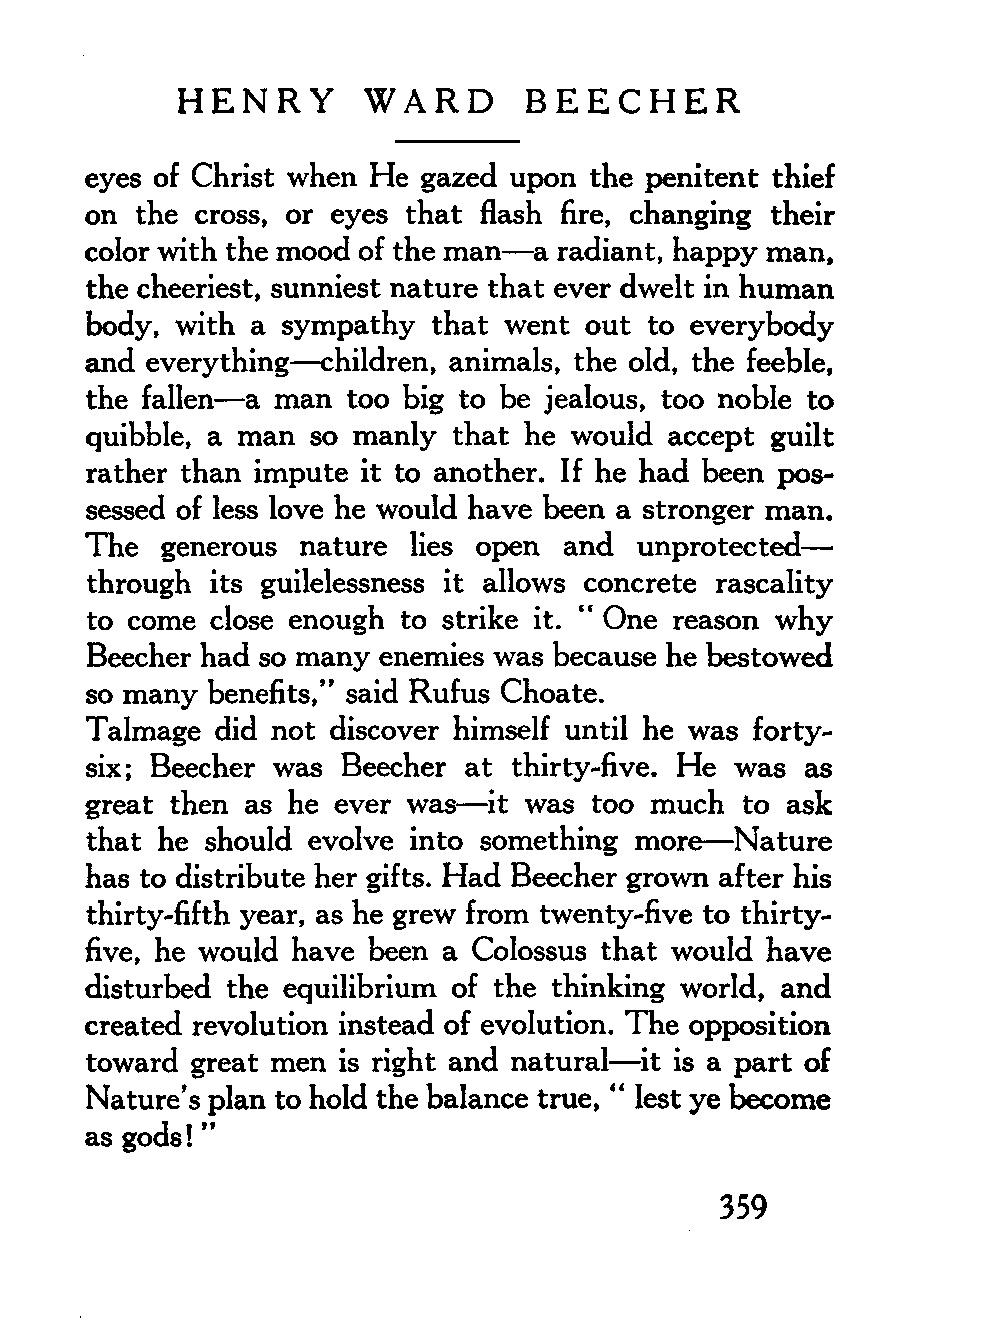 HENRY WARD BEECHER
eyes of Christ when He gazed upon the penitent thief
on the cross, or eyes that flash fire, changing their
color with the mood of the man—a radiant, happy man,
the cheeriest, sunniest nature that ever dwelt in human
body, with a sympathy that went out to everybody
and everything—children, animals, the old, the feeble,
the fallen—a man too big to be jealous, too noble to
quibble, a man so manly that he would accept guilt
rather than impute it to another. If he had been pos-
sessed of less love he would have been a stronger man.
The generous nature lies open and unprotected—
through its guilelessness it allows concrete rascality
to come close enough to strike it. “ One reason why
Beecher had so many enemies was because he bestowed
so many benefits,” said Rufus Choate.
Talmage did not discover himself until he was forty-
six; Beecher was Beecher at thirty-five. He was as
great then as he ever was—it was too much to ask
that he should evolve into something more—Nature
has to distribute her gifts. Had Beecher grown after his
thirty-fifth year, as he grew from twenty-five to thirty-
five, he would have been a Colossus that would have
disturbed the equilibrium of the thinking world, and
created revolution instead of evolution. The opposition
toward great men is right and natural—it is a part of
Nature's plan to hold the balance true, “ lest ye become
as gods! ”
359